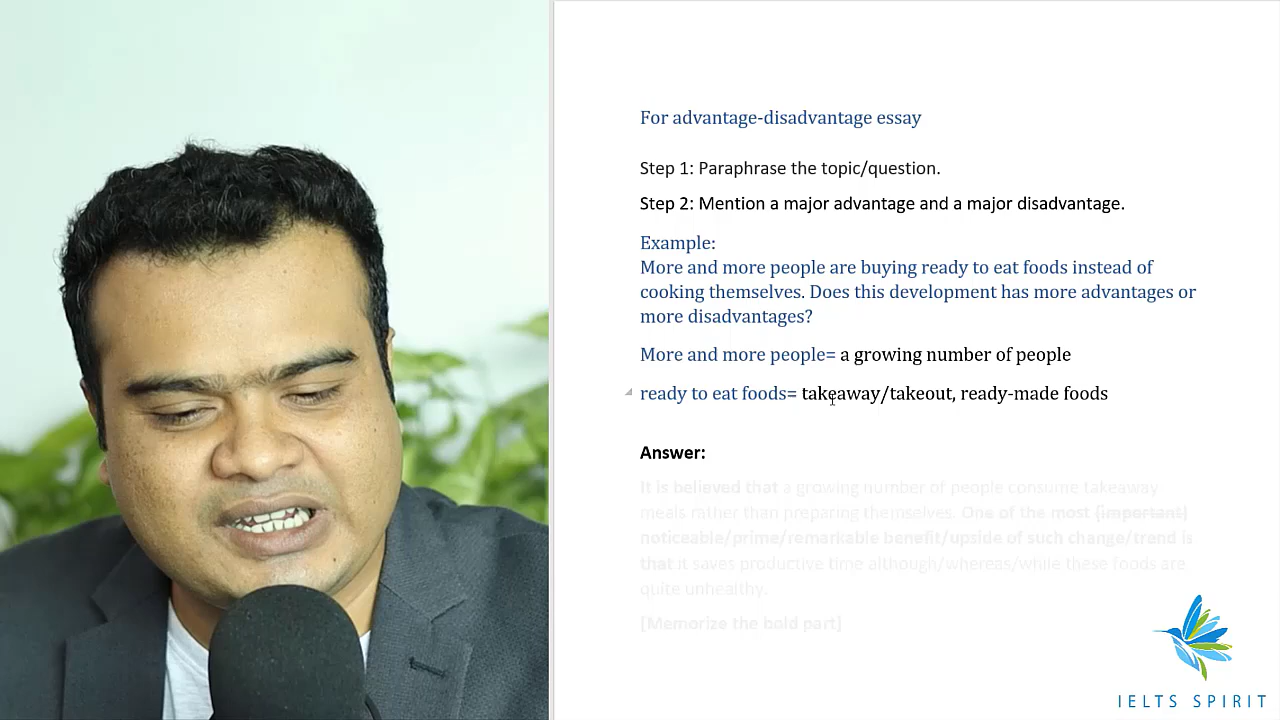 For advantage-disadvantage essay
Step 1: Paraphrase the topic/question.
Step 2: Mention a major advantage and a major disadvantage.
Example:
More and more people are buying ready to eat foods instead of
cooking themselves. Does this development has more advantages or
more disadvantages?
More and more people= a growing number of people
ready to eat foods= takeaway/takeout, ready-made foods
Answer:
It is believed that a growing number of people consume takeaway
meals rather than preparing themselves. One of the most (important)
noticeable/prime/remarkable benefit/upside of such change/trend is
that it saves productive time although/whereas/while these foods are
quite unhealthy.
[Memorize the bold part]
IELTS SPIRIT